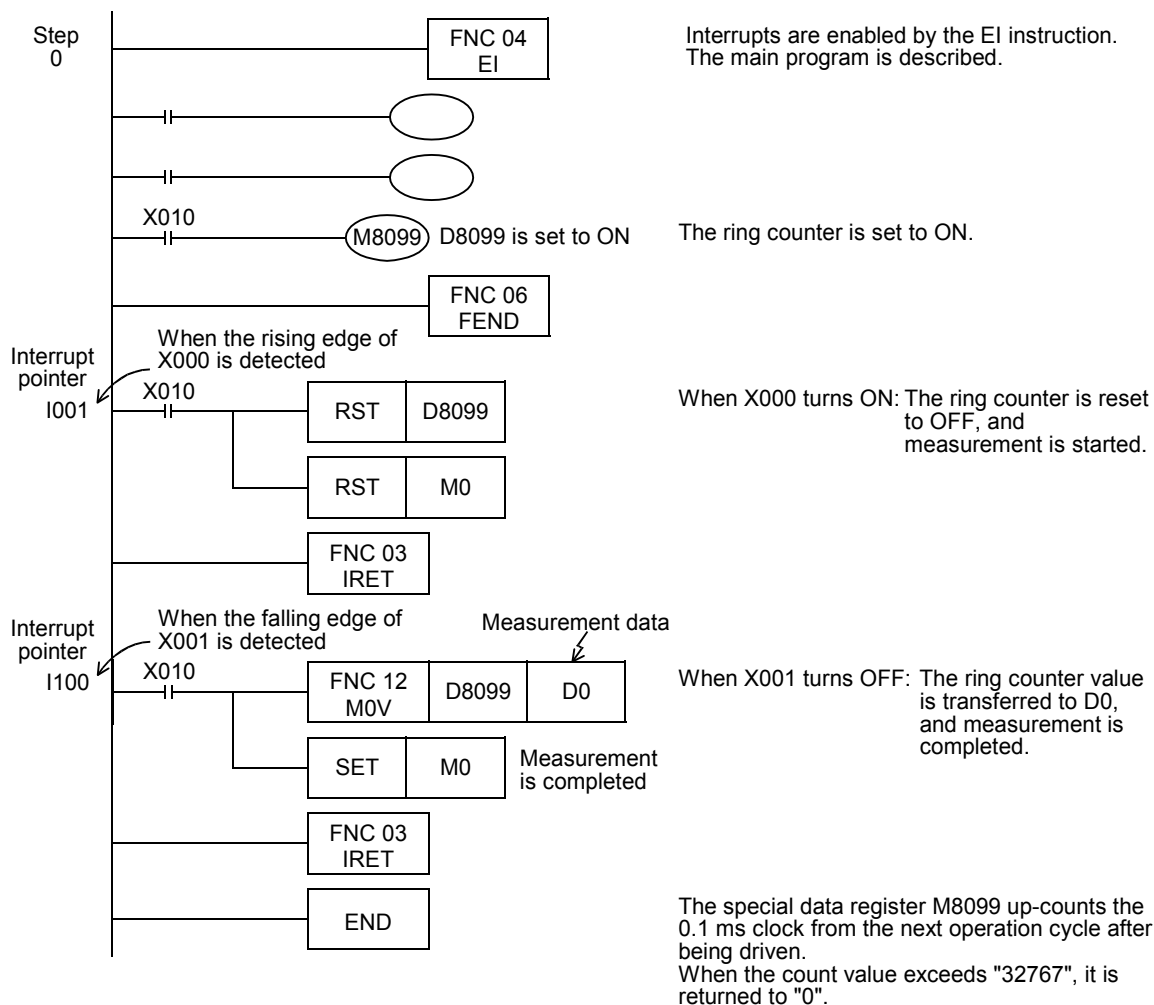 Step
0
FNC 04
EI
Interrupts are enabled by the EI instruction.
The main program is described.
X010
M8099
D8099 is set to ON
The ring counter is set to ON.
FNC 06
FEND
Interrupt
pointer
I001
When the rising edge of
X000 is detected
X010
RST
D8099
When X000 turns ON: The ring counter is reset
to OFF, and
measurement is started.
RST
M0
FNC 03
IRET
Interrupt
pointer
I100
When the falling edge of
X001 is detected
Measurement data
X010
FNC 12
M0V
D8099
D0
When X001 turns OFF: The ring counter value
is transferred to D0,
and measurement is
completed.
SET
M0
Measurement
is completed
FNC 03
IRET
END
The special data register M8099 up-counts the
0.1 ms clock from the next operation cycle after
being driven.
When the count value exceeds "32767", it is
returned to "0".